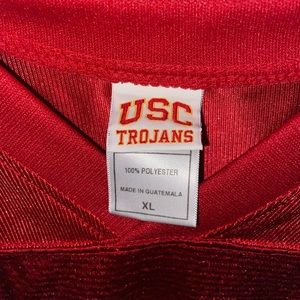 USC
TROJANS
100% POLYESTER
MADE IN GUATEMALA
XL